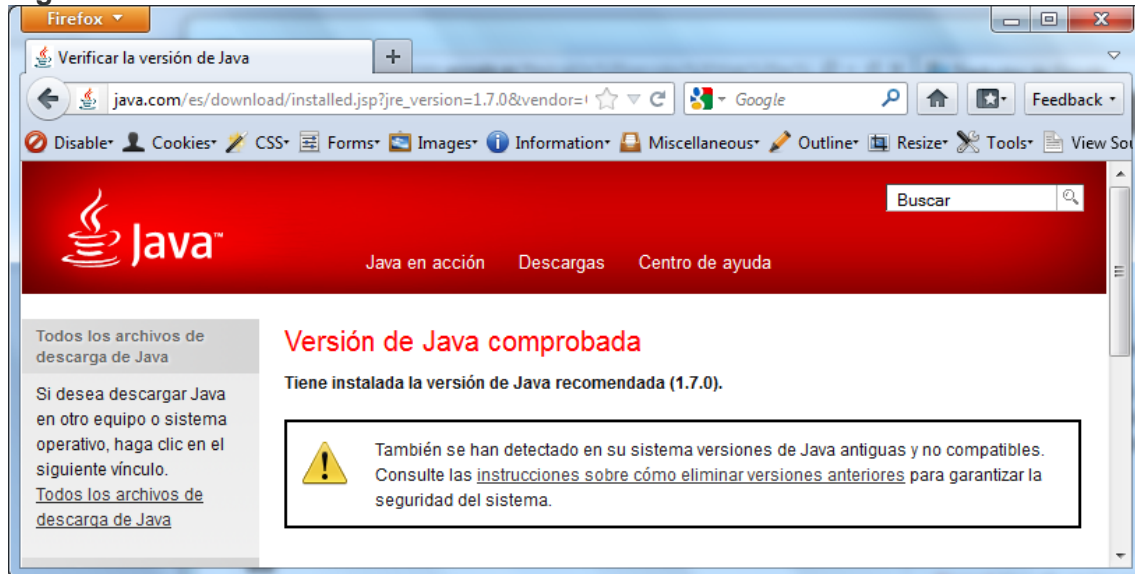 Firefox
Verificar la versión de Java
java.com/es/download/installed.jsp?jre_version=1.7.0&vendor=
Google
Feedback
Disable Cookies CSS Forms Images Information Miscellaneous Outline Resize Tools View Sou
Buscar
Java™
Java en acción Descargas Centro de ayuda
Todos los archivos de
descarga de Java
Si desea descargar Java
en otro equipo o sistema
operativo, haga clic en el
siguiente vínculo.
Todos los archivos de
descarga de Java
Versión de Java comprobada
Tiene instalada la versión de Java recomendada (1.7.0).
También se han detectado en su sistema versiones de Java antiguas y no compatibles.
Consulte las instrucciones sobre cómo eliminar versiones anteriores para garantizar la
seguridad del sistema.